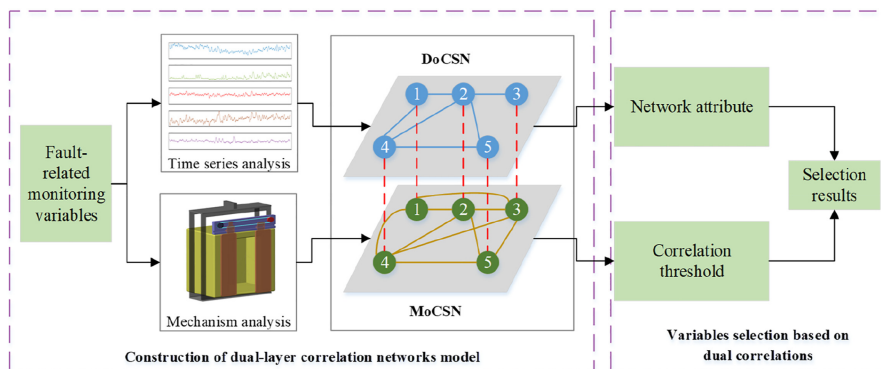 Fault-
related
monitoring
variables
Time series analysis
Mechanism analysis
DoCSN
1
2
3
4
5
1
2
3
4
5
MoCSN
Construction of dual-layer correlation networks model
Network attribute
Correlation
threshold
Selection
results
Variables selection based on
dual correlations